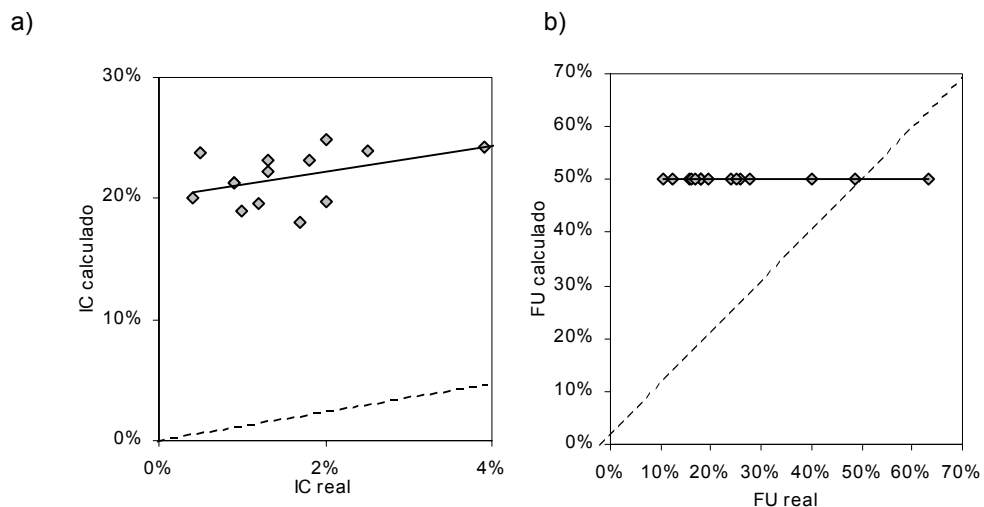 a)
30%
20%
10%
0%
IC calculado
0%
2%
4%
IC real
b)
70%
60%
50%
40%
30%
20%
10%
0%
FU calculado
0% 10% 20% 30% 40% 50% 60% 70%
FU real